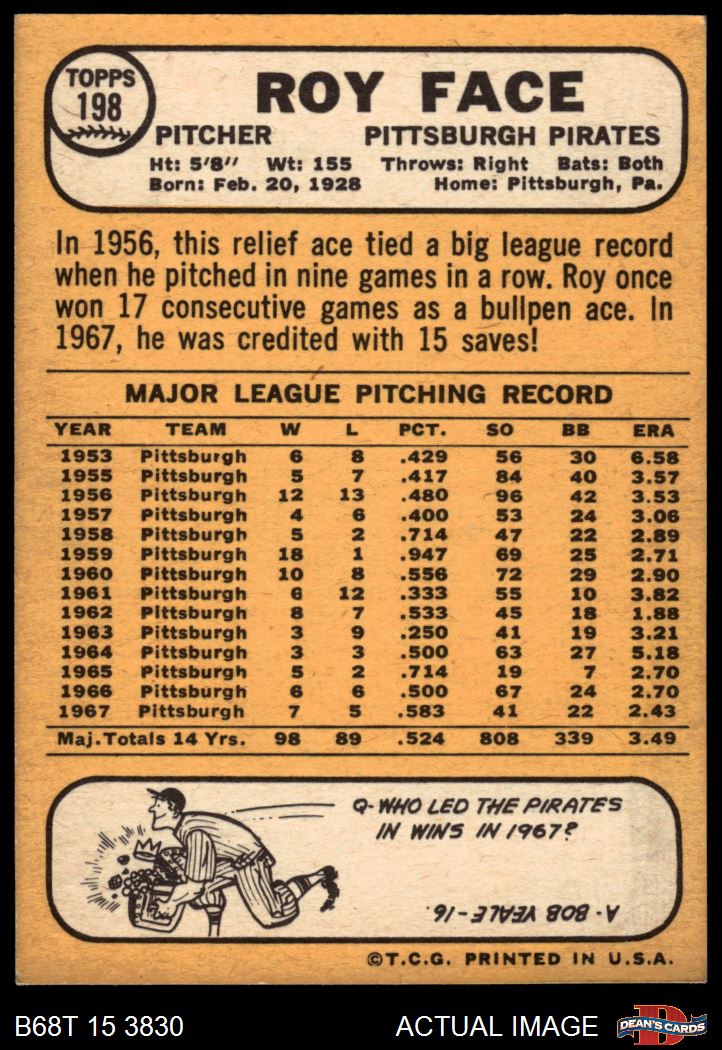 TOPPS
198
ROY FACE
PITCHER PITTSBURGH PIRATES
Ht: 5'8" Wt: 155 Throws: Right Bats: Both
Born: Feb. 20, 1928 Home: Pittsburgh, Pa.
In 1956, this relief ace tied a big league record
when he pitched in nine games in a row. Roy once
won 17 consecutive games as a bullpen ace. In
1967, he was credited with 15 saves!
MAJOR LEAGUE PITCHING RECORD
YEAR TEAM W L PCT. SO BB ERA
1953 Pittsburgh 6 8 .429 56 30 6.58
1955 Pittsburgh 5 7 .417 84 40 3.57
1956 Pittsburgh 12 13 .480 96 42 3.53
1957 Pittsburgh 4 6 .400 53 24 3.06
1958 Pittsburgh 5 2 .714 47 22 2.89
1959 Pittsburgh 18 1 .947 69 25 2.71
1960 Pittsburgh 10 8 .556 72 29 2.90
1961 Pittsburgh 6 12 .333 55 10 3.82
1962 Pittsburgh 8 7 .533 45 18 1.88
1963 Pittsburgh 3 9 .250 41 19 3.21
1964 Pittsburgh 3 3 .500 63 27 5.18
1965 Pittsburgh 5 2 .714 19 7 2.70
1966 Pittsburgh 6 6 .500 67 24 2.70
1967 Pittsburgh 7 5 .583 41 22 2.43
Maj. Totals 14 Yrs. 98 89 .524 808 339 3.49
Q-WHO LED THE PIRATES
IN WINS IN 1967?
A-BOB VEALE-16.
©T.C.G. PRINTED IN U.S.A.
B68T 15 3830 ACTUAL IMAGE D DEAN'S CARDS